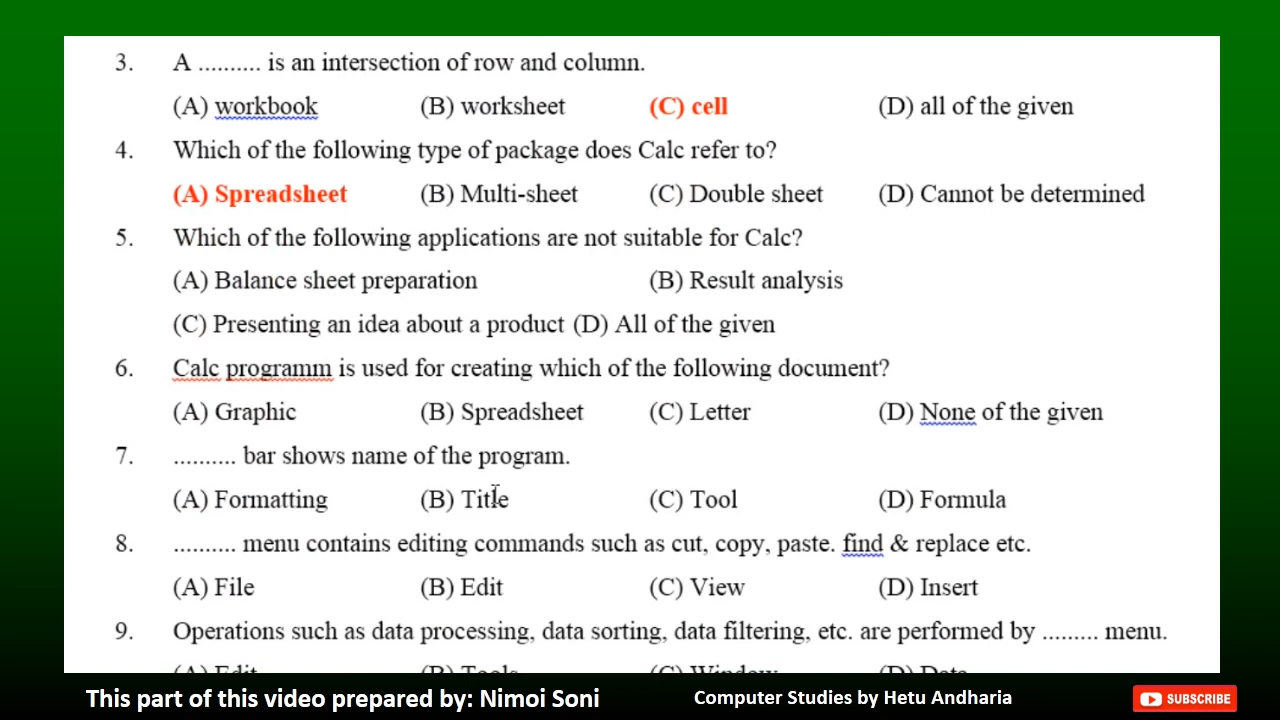 3. A .......... is an intersection of row and column.
(A) workbook (B) worksheet (C) cell (D) all of the given
4. Which of the following type of package does Calc refer to?
(A) Spreadsheet (B) Multi-sheet (C) Double sheet (D) Cannot be determined
5. Which of the following applications are not suitable for Calc?
(A) Balance sheet preparation (B) Result analysis
(C) Presenting an idea about a product (D) All of the given
6. Calc programm is used for creating which of the following document?
(A) Graphic (B) Spreadsheet (C) Letter (D) None of the given
7. .......... bar shows name of the program.
(A) Formatting (B) Title (C) Tool (D) Formula
8. .......... menu contains editing commands such as cut, copy, paste. find & replace etc.
(A) File (B) Edit (C) View (D) Insert
9. Operations such as data processing, data sorting, data filtering, etc. are performed by ......... menu.
(A) Edit (B) Tools (C) Window (D) Data
This part of this video prepared by: Nimoi Soni Computer Studies by Hetu Andharia SUBSCRIBE